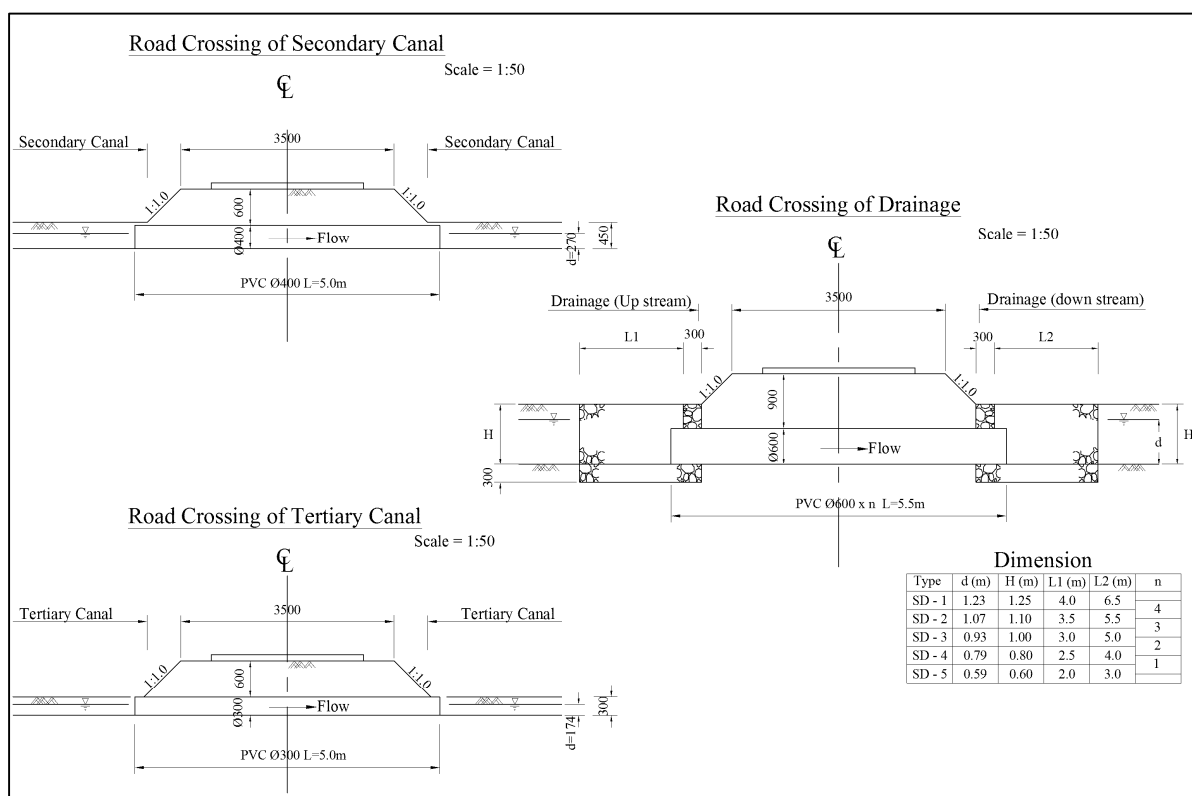 Road Crossing of Secondary Canal
Scale = 1:50
CL
Secondary Canal
3500
Secondary Canal
1:1.0
600
1:1.0
Ø400
Flow
d=270
450
PVC Ø400 L=5.0m
Road Crossing of Drainage
Scale = 1:50
CL
Drainage (Up stream)
3500
Drainage (down stream)
L1
300
300
L2
1:1.0
900
1:1.0
H
Ø600
Flow
d
H
300
PVC Ø600 x n L=5.5m
Road Crossing of Tertiary Canal
Scale = 1:50
CL
Tertiary Canal
3500
Tertiary Canal
1:1.0
600
1:1.0
Ø300
Flow
d=174
300
PVC Ø300 L=5.0m
Dimension
Type d (m) H (m) L1 (m) L2 (m) n
SD - 1 1.23 1.25 4.0 6.5
4
SD - 2 1.07 1.10 3.5 5.5
3
SD - 3 0.93 1.00 3.0 5.0
2
SD - 4 0.79 0.80 2.5 4.0
1
SD - 5 0.59 0.60 2.0 3.0